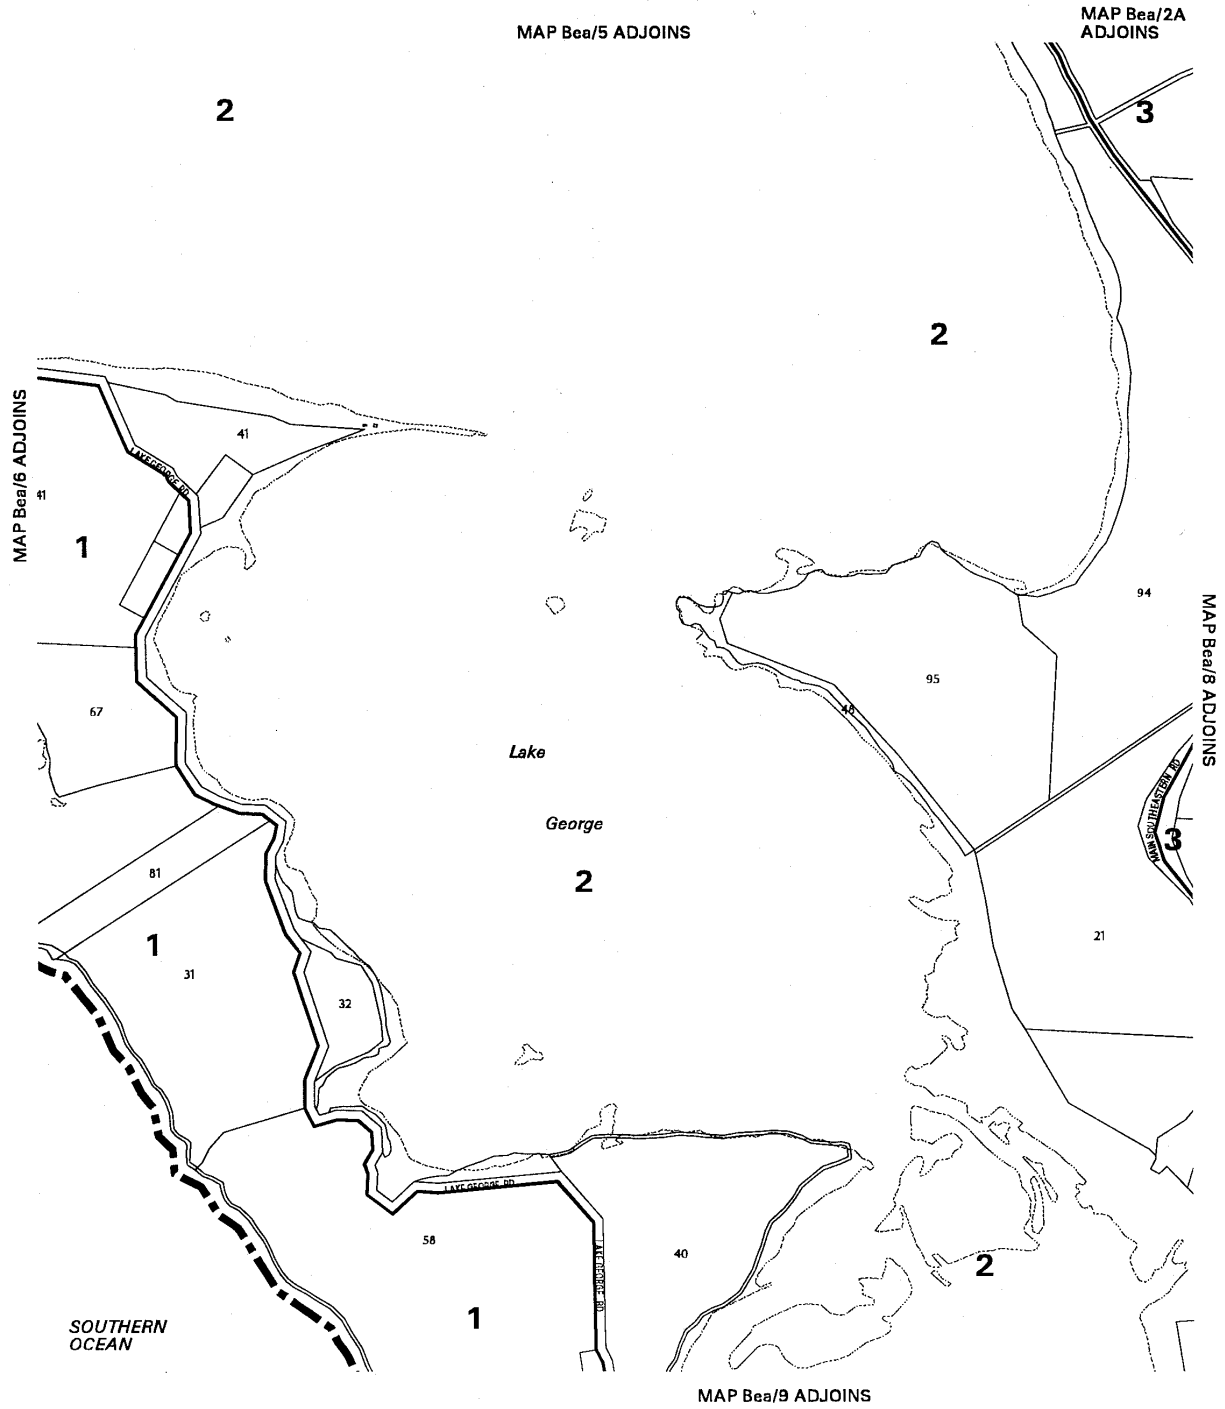 MAP Bea/5 ADJOINS
MAP Bea/2A
ADJOINS
2
3
2
MAP Bea/6 ADJOINS
41
LAKE GEORGE RD
41
1
94
MAP Bea/8 ADJOINS
95
67
48
Lake
George
MAIN SOUTHEASTERN RD
3
81
2
1
31
21
32
LAKE GEORGE RD
58
40
LAKE GEORGE RD
2
1
SOUTHERN
OCEAN
MAP Bea/9 ADJOINS